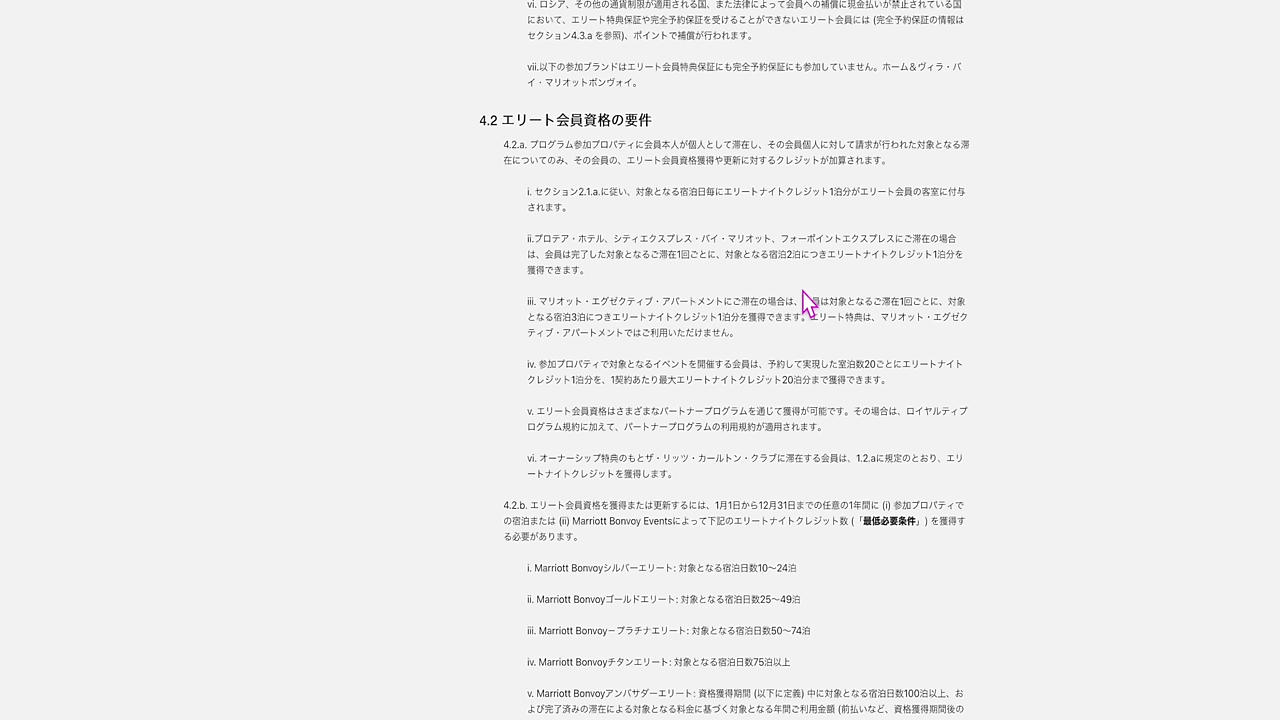 vi. ロシア、その他の通貨制限が適用される国、また法律によって会員への補償に現金払いが禁止されている国
において、エリート特典保証や完全予約保証を受けることができないエリート会員には (完全予約保証の情報は
セクション4.3.a を参照)、ポイントで補償が行われます。
vii.以下の参加ブランドはエリート会員特典保証にも完全予約保証にも参加していません。ホーム＆ヴィラ・バ
イ・マリオットボンヴォイ。
4.2 エリート会員資格の要件
4.2.a. プログラム参加プロパティに会員本人が個人として滞在し、その会員個人に対して請求が行われた対象となる滞
在についてのみ、その会員の、エリート会員資格獲得や更新に対するクレジットが加算されます。
i. セクション2.1.a.に従い、対象となる宿泊日毎にエリートナイトクレジット1泊分がエリート会員の客室に付与
されます。
ii.プロテア・ホテル、シティエクスプレス・バイ・マリオット、フォーポイントエクスプレスにご滞在の場合
は、会員は完了した対象となるご滞在1回ごとに、対象となる宿泊2泊につきエリートナイトクレジット1泊分を
獲得できます。
iii. マリオット・エグゼクティブ・アパートメントにご滞在の場合は、員は対象となるご滞在1回ごとに、対象
となる宿泊3泊につきエリートナイトクレジット1泊分を獲得できます。エリート特典は、マリオット・エグゼク
ティブ・アパートメントではご利用いただけません。
iv. 参加プロパティで対象となるイベントを開催する会員は、予約して実現した室泊数20ごとにエリートナイト
クレジット1泊分を、1契約あたり最大エリートナイトクレジット20泊分まで獲得できます。
v. エリート会員資格はさまざまなパートナープログラムを通じて獲得が可能です。その場合は、ロイヤルティプ
ログラム規約に加えて、パートナープログラムの利用規約が適用されます。
vi. オーナーシップ特典のもとザ・リッツ・カールトン・クラブに滞在する会員は、1.2.aに規定のとおり、エリ
ートナイトクレジットを獲得します。
4.2.b. エリート会員資格を獲得または更新するには、1月1日から12月31日までの任意の1年間に (i) 参加プロパティで
の宿泊または (ii) Marriott Bonvoy Eventsによって下記のエリートナイトクレジット数 (「最低必要条件」) を獲得す
る必要があります。
i. Marriott Bonvoyシルバーエリート: 対象となる宿泊日数10～24泊
ii. Marriott Bonvoyゴールドエリート: 対象となる宿泊日数25～49泊
iii. Marriott Bonvoy－プラチナエリート: 対象となる宿泊日数50～74泊
iv. Marriott Bonvoyチタンエリート: 対象となる宿泊日数75泊以上
v. Marriott Bonvoyアンバサダーエリート: 資格獲得期間 (以下に定義) 中に対象となる宿泊日数100泊以上、お
よび完了済みの滞在による対象となる料金に基づく対象となる年間ご利用金額 (前払いなど、資格獲得期間後の